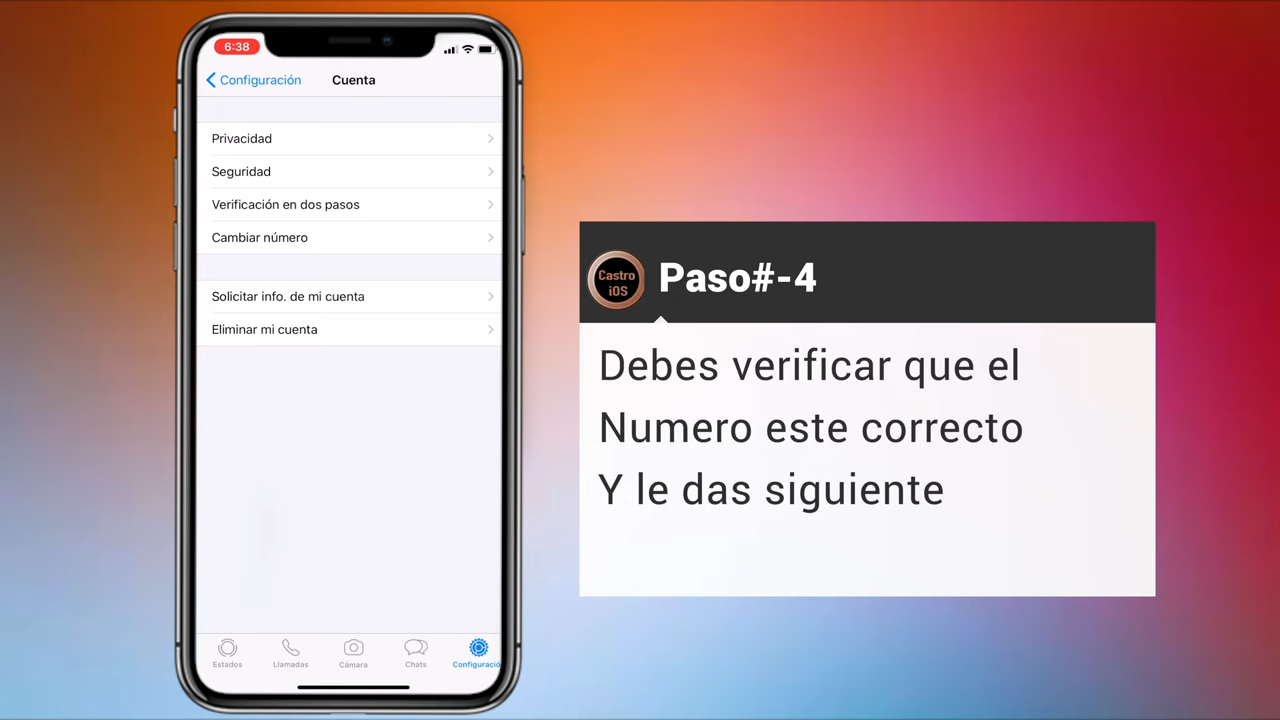 6:38
Configuración
Cuenta
Privacidad
Seguridad
Verificación en dos pasos
Cambiar número
Solicitar info. de mi cuenta
Eliminar mi cuenta
Estados
Llamadas
Cámara
Chats
Configuració
Castro
iOS
Paso#-4
Debes verificar que el
Numero este correcto
Y le das siguiente